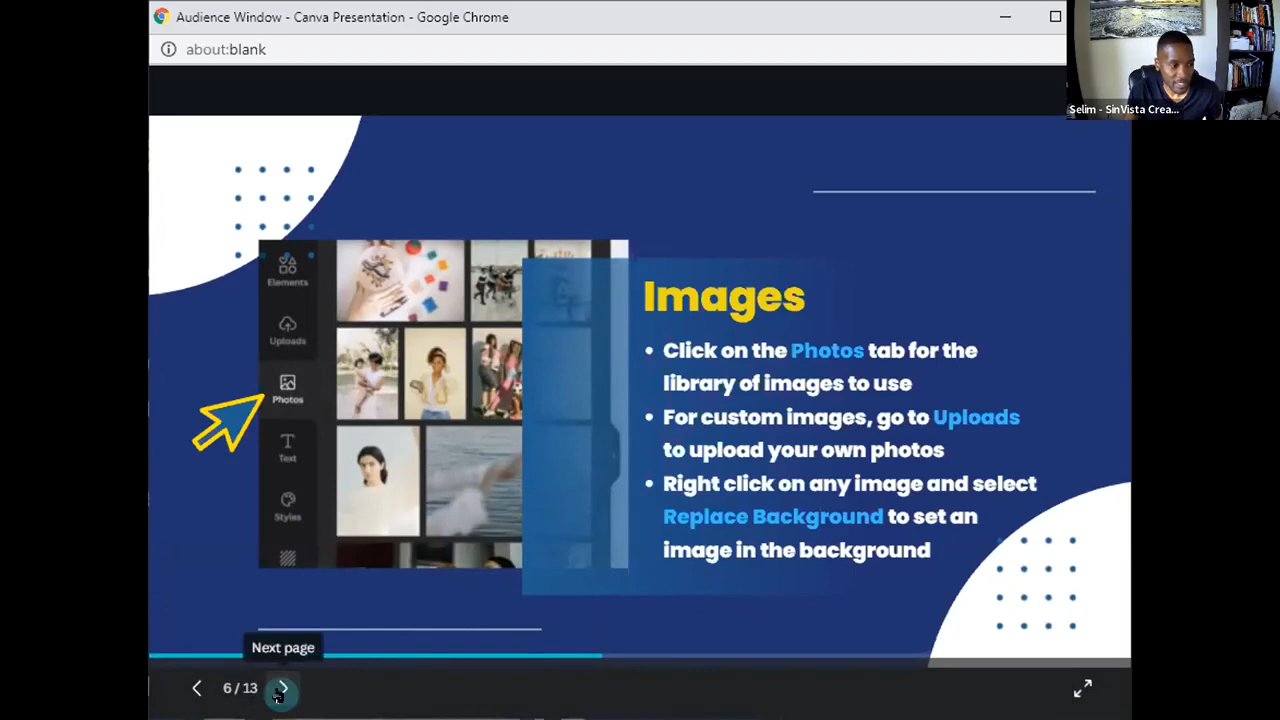 Audience Window - Canva Presentation - Google Chrome
about:blank
Selim - SinVista Crea...
Elements
Uploads
Photos
Text
Styles
Images
• Click on the Photos tab for the
library of images to use
• For custom images, go to Uploads
to upload your own photos
• Right click on any image and select
Replace Background to set an
image in the background
Next page
6 / 13